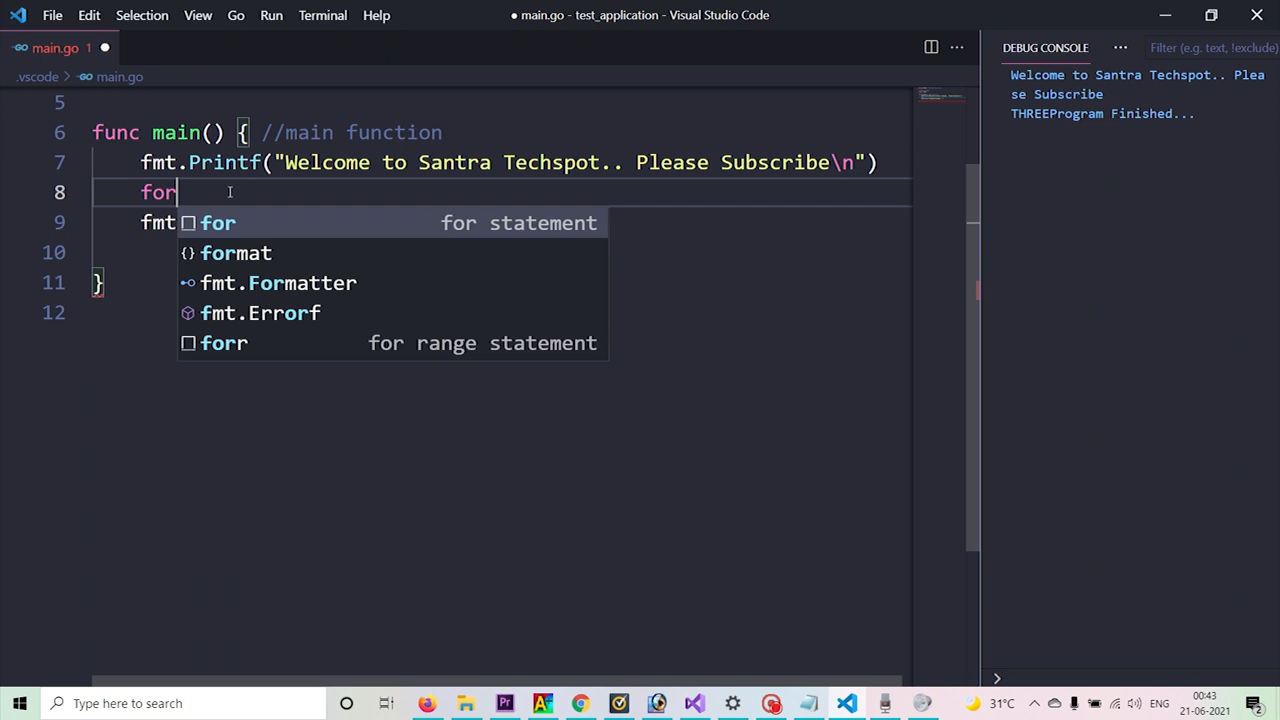 File Edit Selection View Go Run Terminal Help
● main.go - test_application - Visual Studio Code
main.go 1
.vscode > main.go
5
6 func main() { //main function
7 fmt.Printf("Welcome to Santra Techspot.. Please Subscribe\n")
8 for
9 fmt
10
11 }
12
for for statement
format
fmt.Formatter
fmt.Errorf
forr for range statement
DEBUG CONSOLE ··· Filter (e.g. text, !exclude)
Welcome to Santra Techspot.. Plea
se Subscribe
THREEProgram Finished...
Type here to search
31°C ENG 00:43
21-06-2021
2